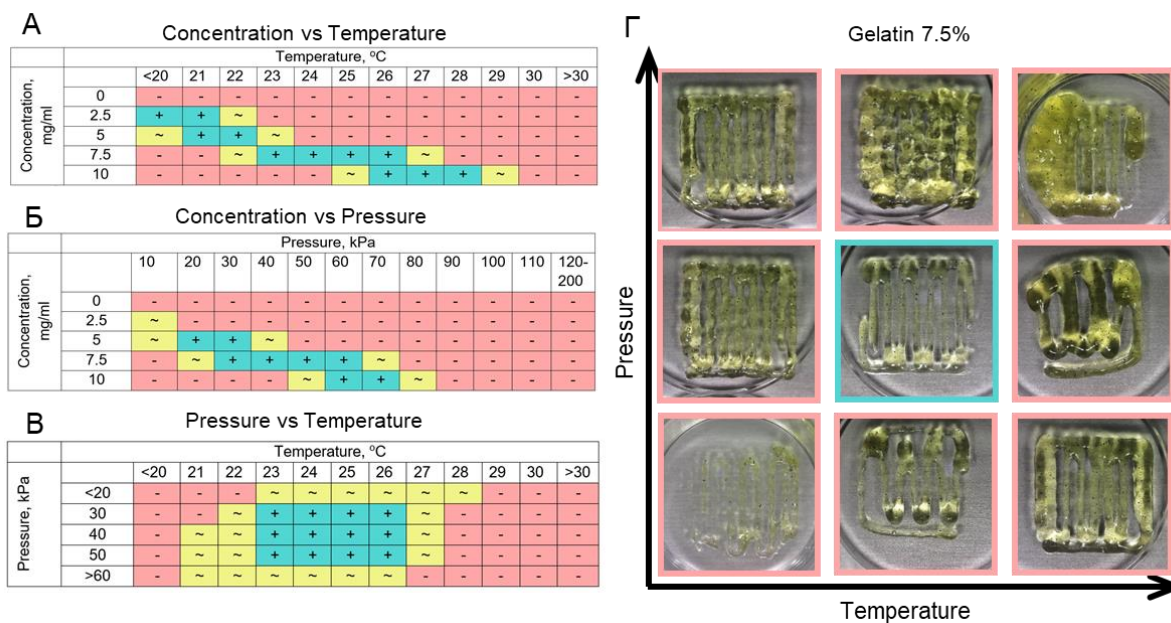 А
Concentration vs Temperature
Temperature, ºC
<20 21 22 23 24 25 26 27 28 29 30 >30
Concentration, mg/ml
0 - - - - - - - - - - - -
2.5 + + ~ - - - - - - - - -
5 ~ + + ~ - - - - - - - -
7.5 - - ~ + + + + ~ - - - -
10 - - - - - ~ + + + ~ - -
Б
Concentration vs Pressure
Pressure, kPa
10 20 30 40 50 60 70 80 90 100 110 120-200
Concentration, mg/ml
0 - - - - - - - - - - - -
2.5 ~ - - - - - - - - - - -
5 ~ + + ~ - - - - - - - -
7.5 - ~ + + + + ~ - - - - -
10 - - - - ~ + + ~ - - - -
В
Pressure vs Temperature
Temperature, ºC
<20 21 22 23 24 25 26 27 28 29 30 >30
Pressure, kPa
<20 - - - ~ ~ ~ ~ ~ ~ - - -
30 - - ~ + + + + ~ - - - -
40 - ~ ~ + + + + ~ - - - -
50 - ~ ~ + + + + ~ - - - -
>60 - ~ ~ ~ ~ ~ ~ - - - - -
Г
Gelatin 7.5%
Pressure
Temperature